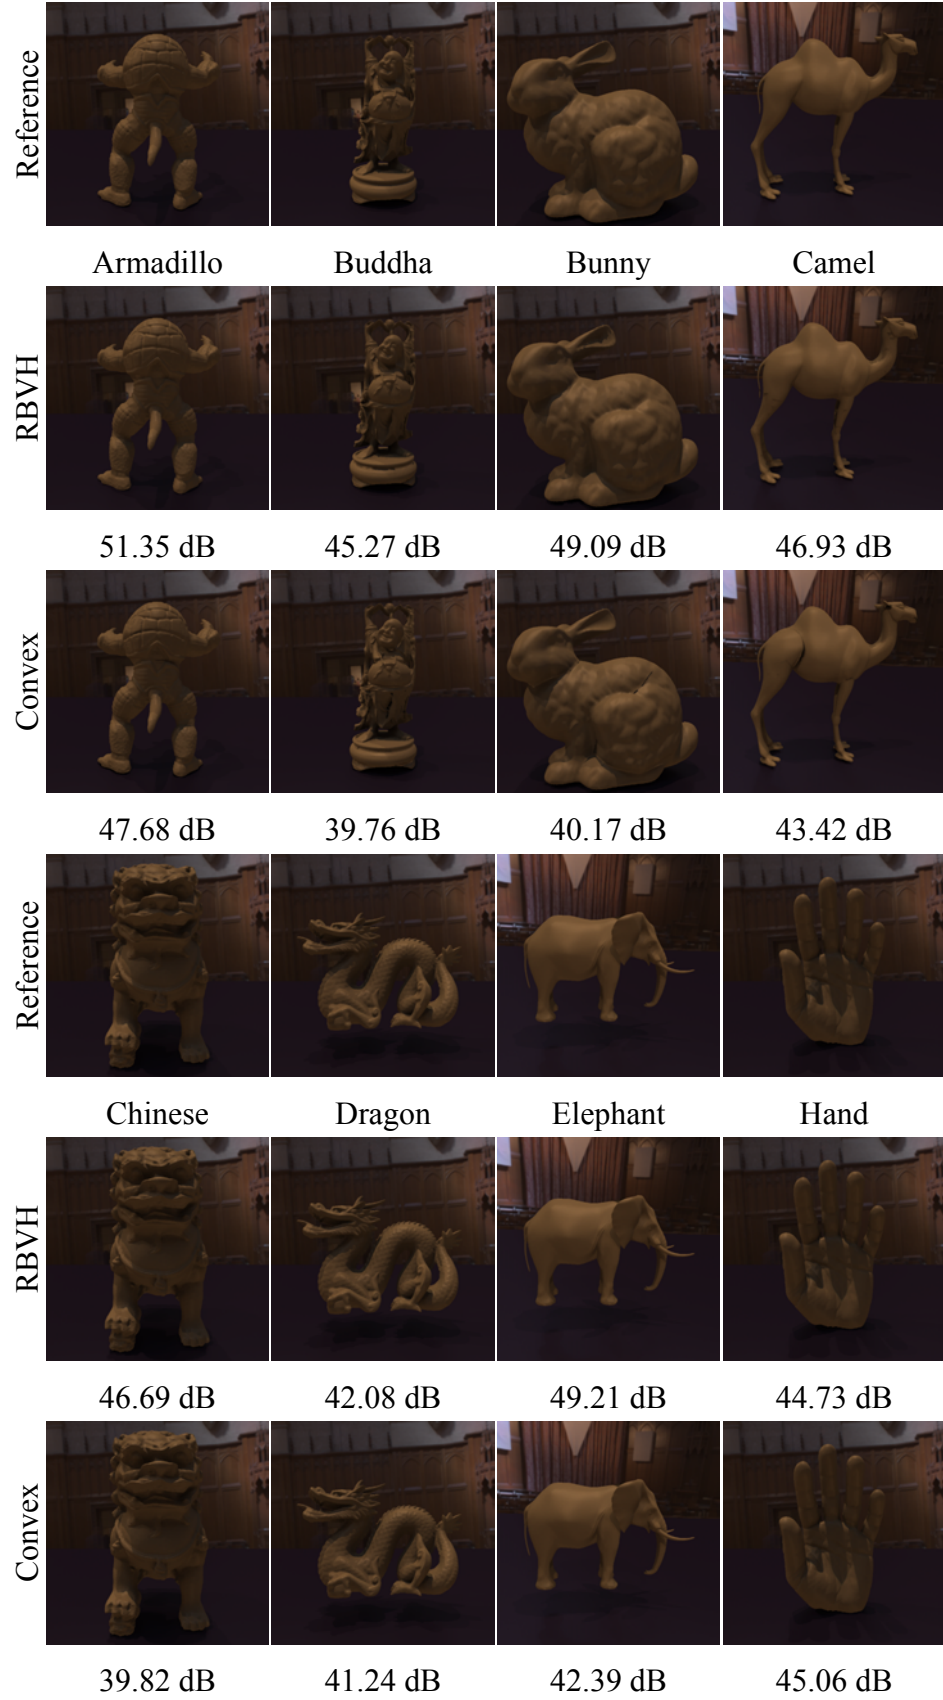 Reference
Armadillo Buddha Bunny Camel
RBVH
51.35 dB 45.27 dB 49.09 dB 46.93 dB
Convex
47.68 dB 39.76 dB 40.17 dB 43.42 dB
Reference
Chinese Dragon Elephant Hand
RBVH
46.69 dB 42.08 dB 49.21 dB 44.73 dB
Convex
39.82 dB 41.24 dB 42.39 dB 45.06 dB